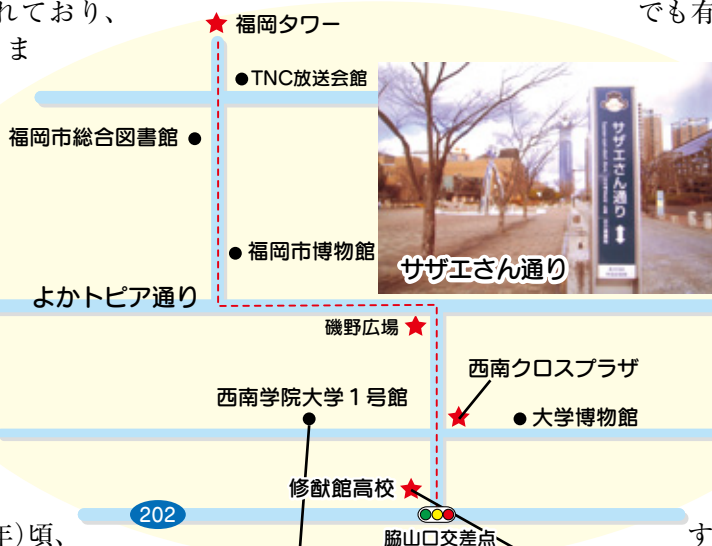 れており、
でも有
ま
福岡タワー
TNC放送会館
福岡市総合図書館
サザエさん通り
福岡市博物館
サザエさん通り
よかトピア通り
磯野広場
西南クロスプラザ
西南学院大学1号館
大学博物館
修猷館高校
202
脇山口交差点
年)頃、
す